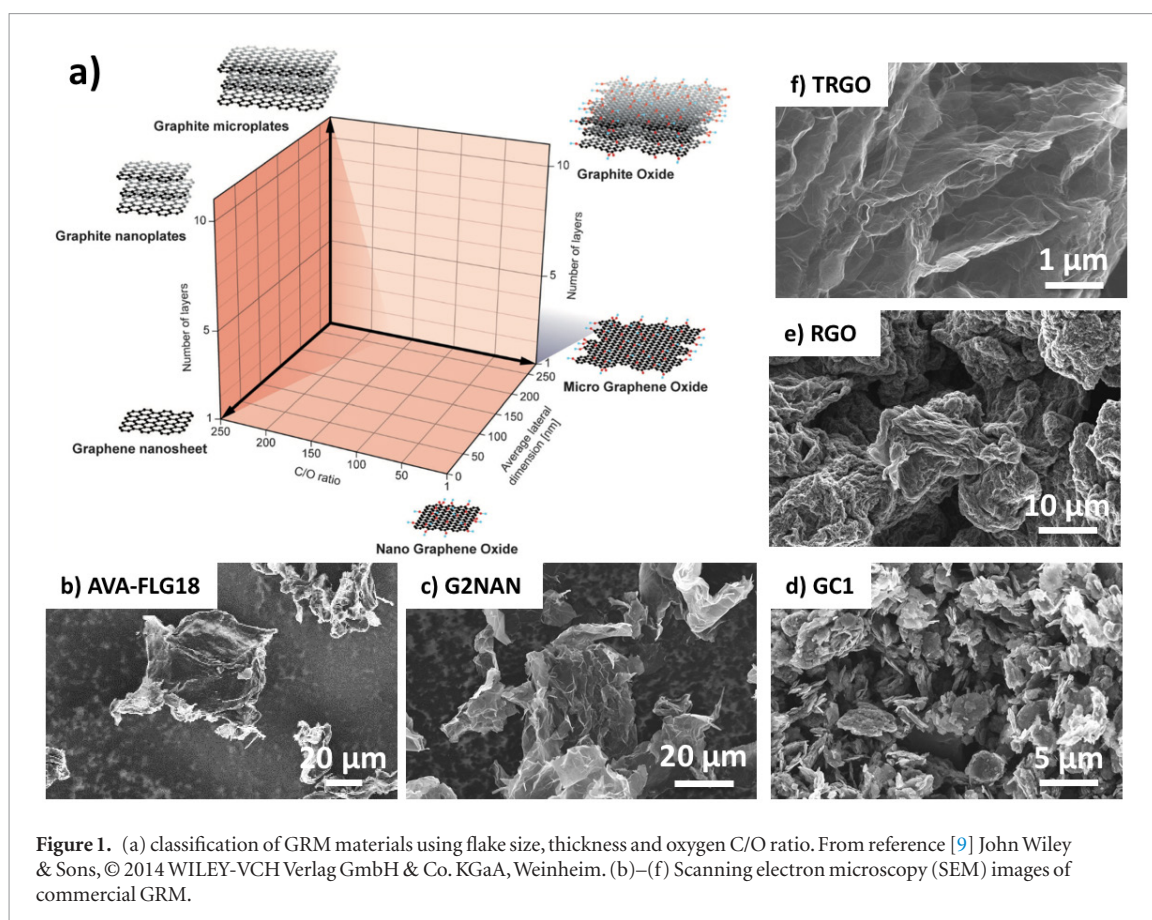 a)
Graphite microplates
Graphite nanoplates
Graphene nanosheet
Graphite Oxide
Micro Graphene Oxide
Nano Graphene Oxide
Number of layers
10
5
1
Number of layers
10
5
1
250
200
150
100
50
1
C/O ratio
250
200
150
100
50
0
Average lateral
dimension [nm]
f) TRGO
1 μm
e) RGO
10 μm
b) AVA-FLG18
20 μm
c) G2NAN
20 μm
d) GC1
5 μm
Figure 1. (a) classification of GRM materials using flake size, thickness and oxygen C/O ratio. From reference [9] John Wiley
& Sons, © 2014 WILEY-VCH Verlag GmbH & Co. KGaA, Weinheim. (b)–(f) Scanning electron microscopy (SEM) images of
commercial GRM.